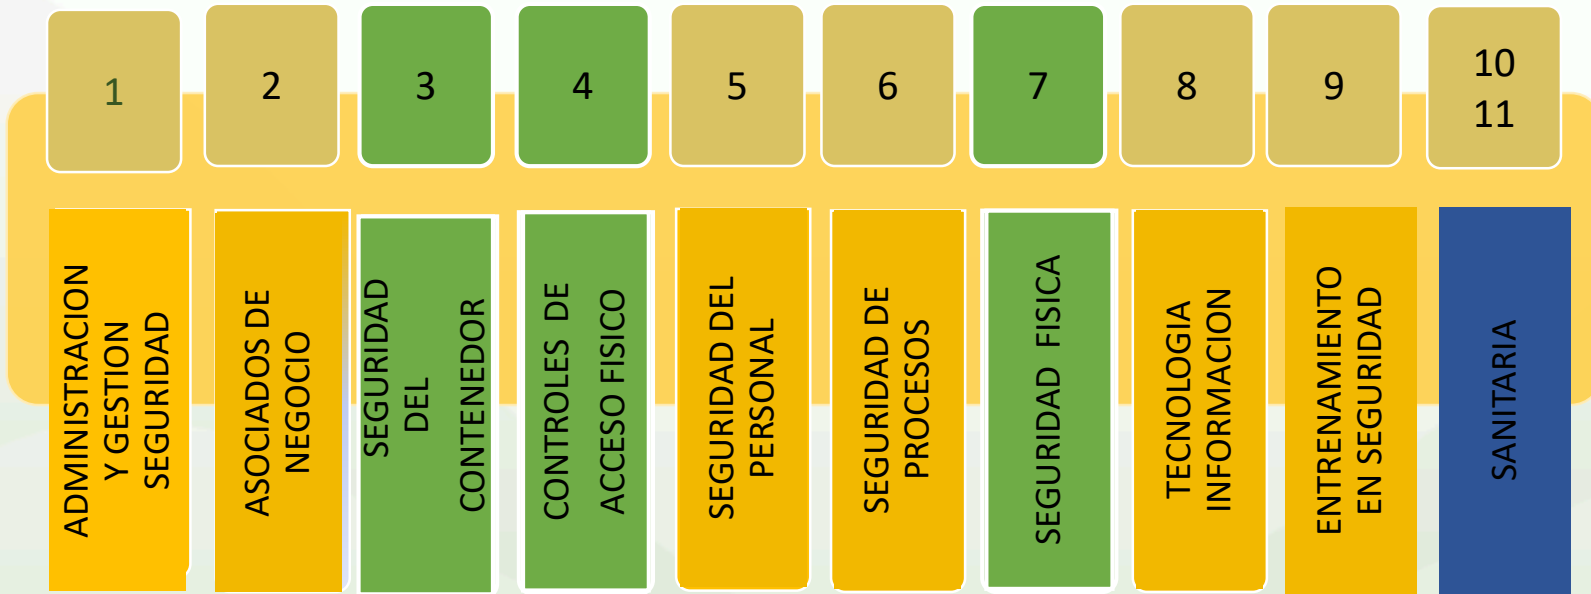 1
2
3
4
5
6
7
8
9
10
11
ADMINISTRACION
Y GESTION
SEGURIDAD
ASOCIADOS DE
NEGOCIO
SEGURIDAD
DEL
CONTENEDOR
CONTROLES DE
ACCESO FISICO
SEGURIDAD DEL
PERSONAL
SEGURIDAD DE
PROCESOS
SEGURIDAD FISICA
TECNOLOGIA
INFORMACION
ENTRENAMIENTO
EN SEGURIDAD
SANITARIA